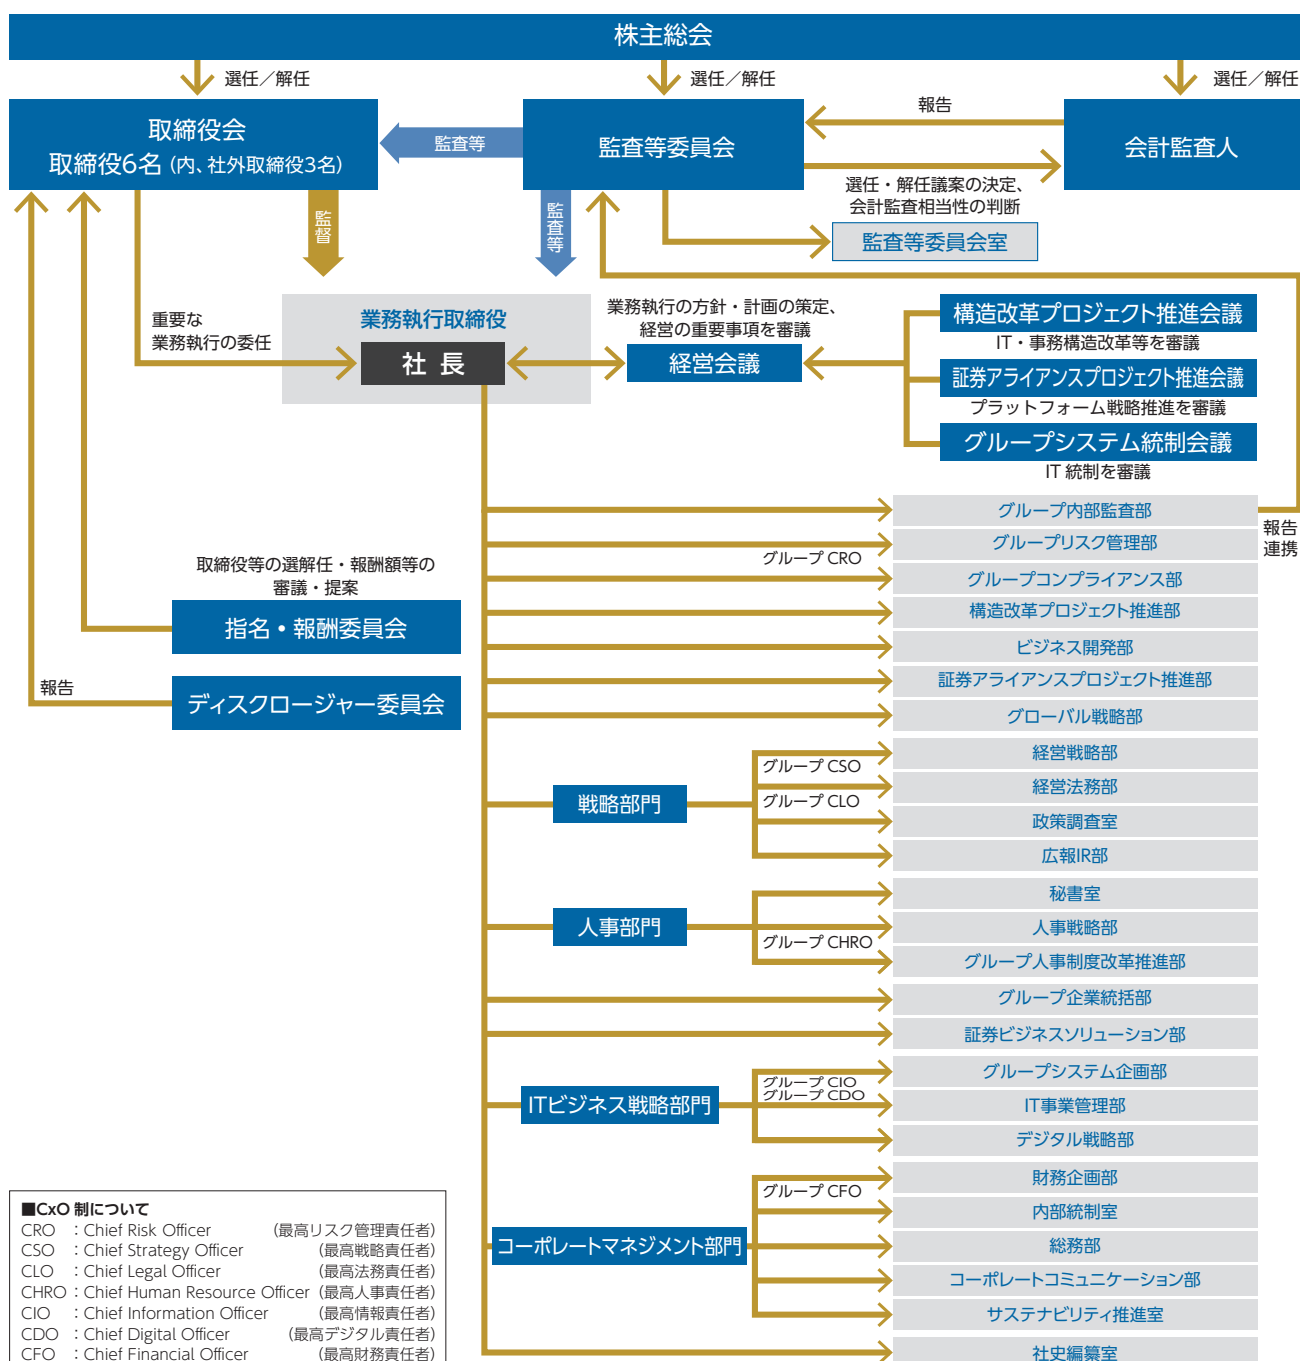 株主総会
選任／解任
選任／解任
選任／解任
取締役会
取締役6名（内、社外取締役3名）
監査等
監査等委員会
報告
会計監査人
選任・解任議案の決定、
会計監査相当性の判断
監査等委員会室
監督
監査等
重要な
業務執行の委任
業務執行取締役
社 長
業務執行の方針・計画の策定、
経営の重要事項を審議
経営会議
構造改革プロジェクト推進会議
IT・事務構造改革等を審議
証券アライアンスプロジェクト推進会議
プラットフォーム戦略推進を審議
グループシステム統制会議
IT 統制を審議
グループ内部監査部
報告
連携
グループリスク管理部
グループ CRO
グループコンプライアンス部
構造改革プロジェクト推進部
ビジネス開発部
証券アライアンスプロジェクト推進部
グローバル戦略部
取締役等の選解任・報酬額等の
審議・提案
指名・報酬委員会
報告
ディスクロージャー委員会
戦略部門
経営戦略部
グループ CSO
経営法務部
グループ CLO
政策調査室
広報IR部
人事部門
秘書室
人事戦略部
グループ CHRO
グループ人事制度改革推進部
グループ企業統括部
証券ビジネスソリューション部
ITビジネス戦略部門
グループシステム企画部
グループ CIO
グループ CDO
IT事業管理部
デジタル戦略部
コーポレートマネジメント部門
財務企画部
グループ CFO
内部統制室
総務部
コーポレートコミュニケーション部
サステナビリティ推進室
社史編纂室
■CxO 制について
CRO ：Chief Risk Officer （最高リスク管理責任者）
CSO ：Chief Strategy Officer （最高戦略責任者）
CLO ：Chief Legal Officer （最高法務責任者）
CHRO：Chief Human Resource Officer （最高人事責任者）
CIO ：Chief Information Officer （最高情報責任者）
CDO ：Chief Digital Officer （最高デジタル責任者）
CFO ：Chief Financial Officer （最高財務責任者）